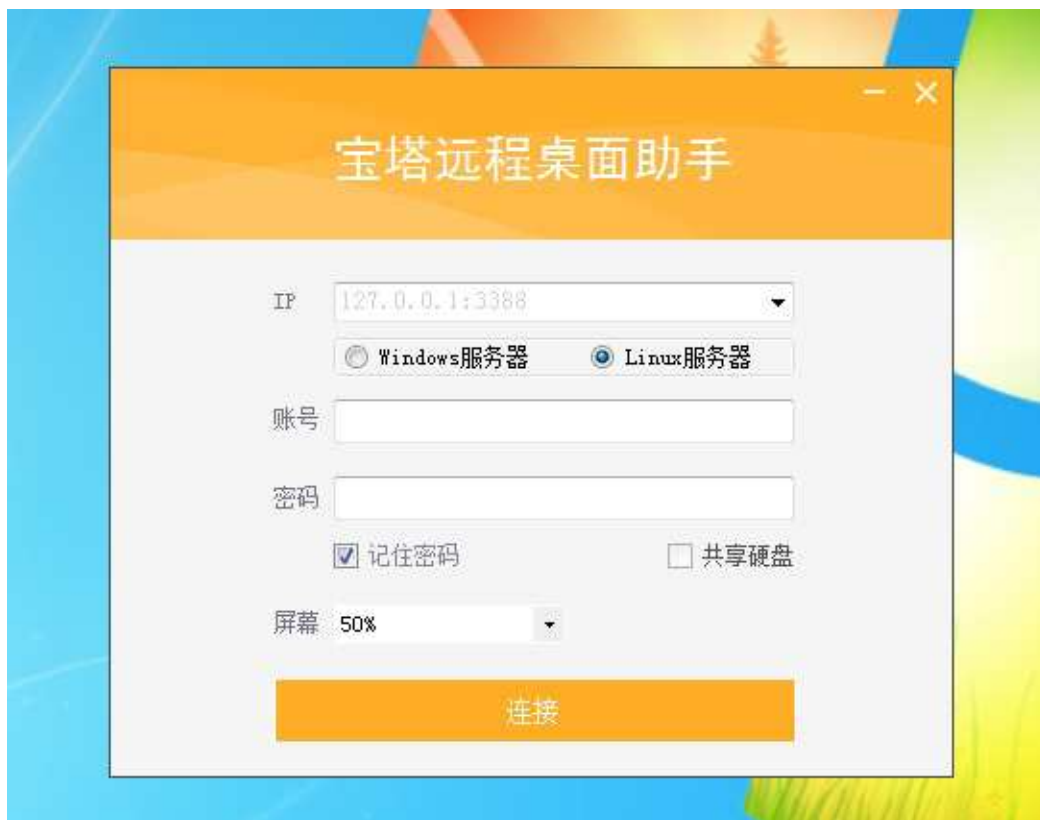 宝塔远程桌面助手
IP 127.0.0.1:3388
Windows服务器 Linux服务器
账号
密码
记住密码 共享硬盘
屏幕 50%
连接